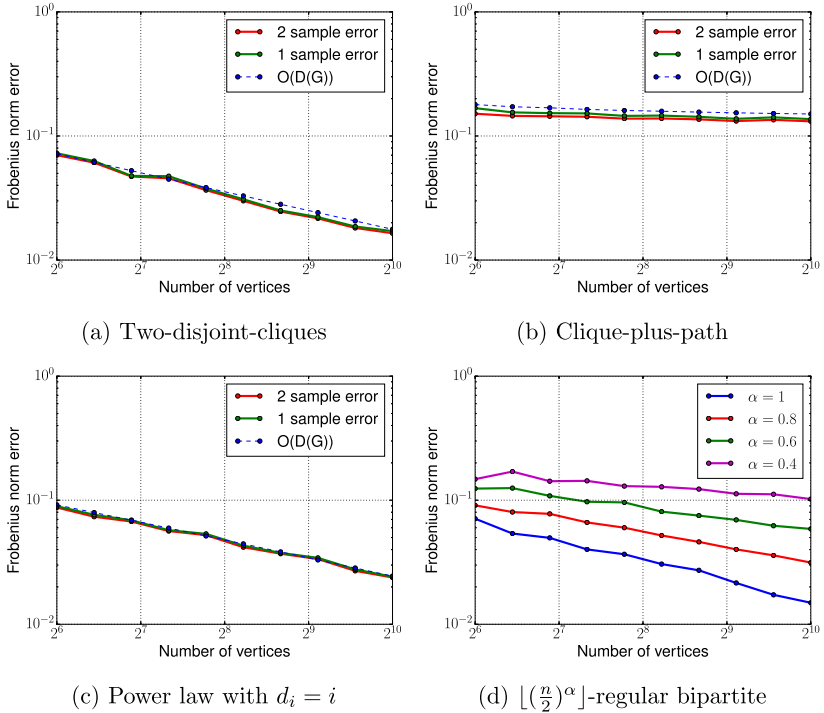 10^0
2 sample error
1 sample error
O(D(G))
10^{-1}
10^{-2}
Frobenius norm error
2^6 2^7 2^8 2^9 2^{10}
Number of vertices
(a) Two-disjoint-cliques
10^0
2 sample error
1 sample error
O(D(G))
10^{-1}
10^{-2}
Frobenius norm error
2^6 2^7 2^8 2^9 2^{10}
Number of vertices
(b) Clique-plus-path
10^0
2 sample error
1 sample error
O(D(G))
10^{-1}
10^{-2}
Frobenius norm error
2^6 2^7 2^8 2^9 2^{10}
Number of vertices
(c) Power law with d_i = i
10^0
α = 1
α = 0.8
α = 0.6
α = 0.4
10^{-1}
10^{-2}
Frobenius norm error
2^6 2^7 2^8 2^9 2^{10}
Number of vertices
(d) ⌊(n/2)^α⌋-regular bipartite